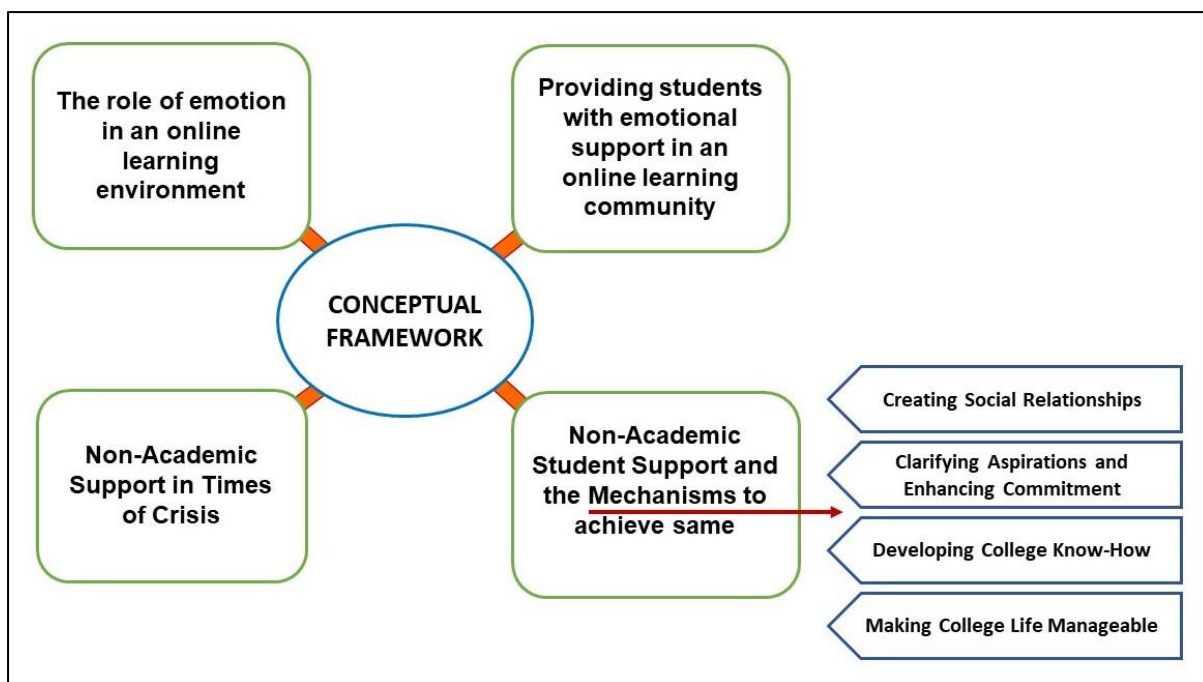 The role of emotion
in an online
learning
environment
Providing students
with emotional
support in an
online learning
community
CONCEPTUAL
FRAMEWORK
Non-Academic
Support in Times
of Crisis
Non-Academic
Student Support and
the Mechanisms to
achieve same
Creating Social Relationships
Clarifying Aspirations and
Enhancing Commitment
Developing College Know-How
Making College Life Manageable